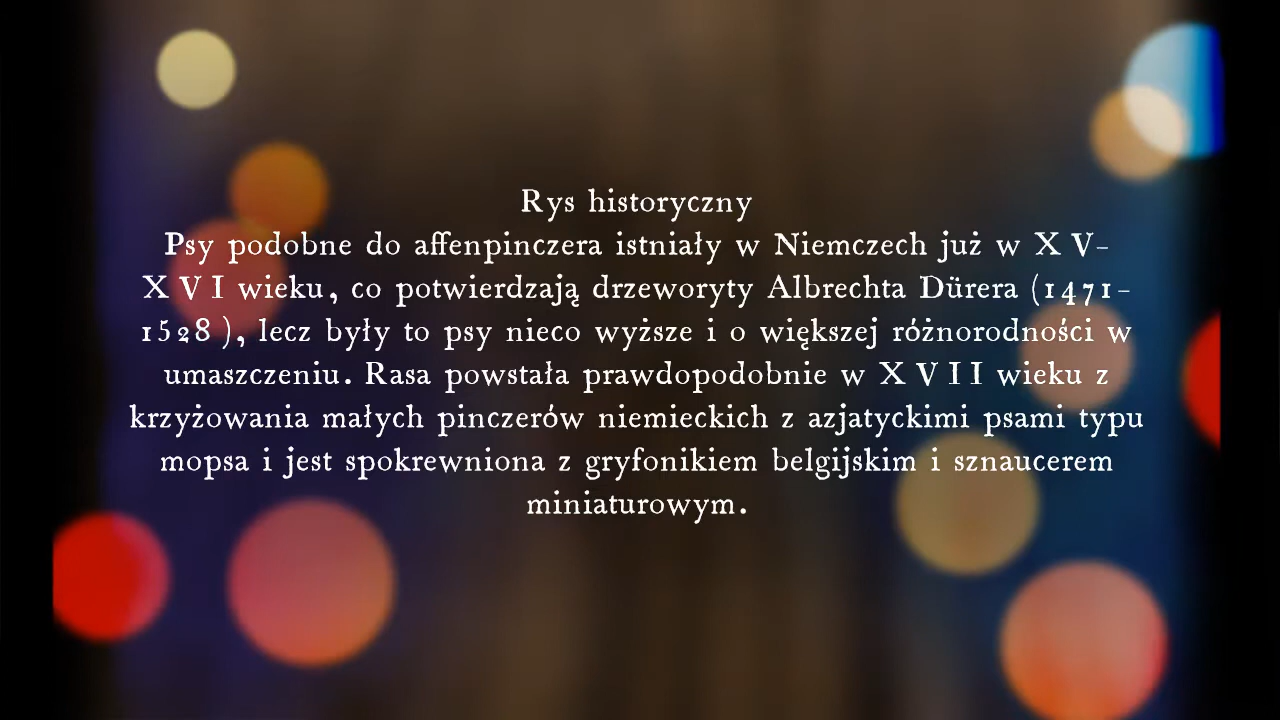 Rys historyczny
Psy podobne do affenpinczera istniały w Niemczech już w XV-
XVI wieku, co potwierdzają drzeworyty Albrechta Dürera (1471-
1528), lecz były to psy nieco wyższe i o większej różnorodności w
umaszczeniu. Rasa powstała prawdopodobnie w XVII wieku z
krzyżowania małych pinczerów niemieckich z azjatyckimi psami typu
mopsa i jest spokrewniona z gryfonikiem belgijskim i sznaucerem
miniaturowym.